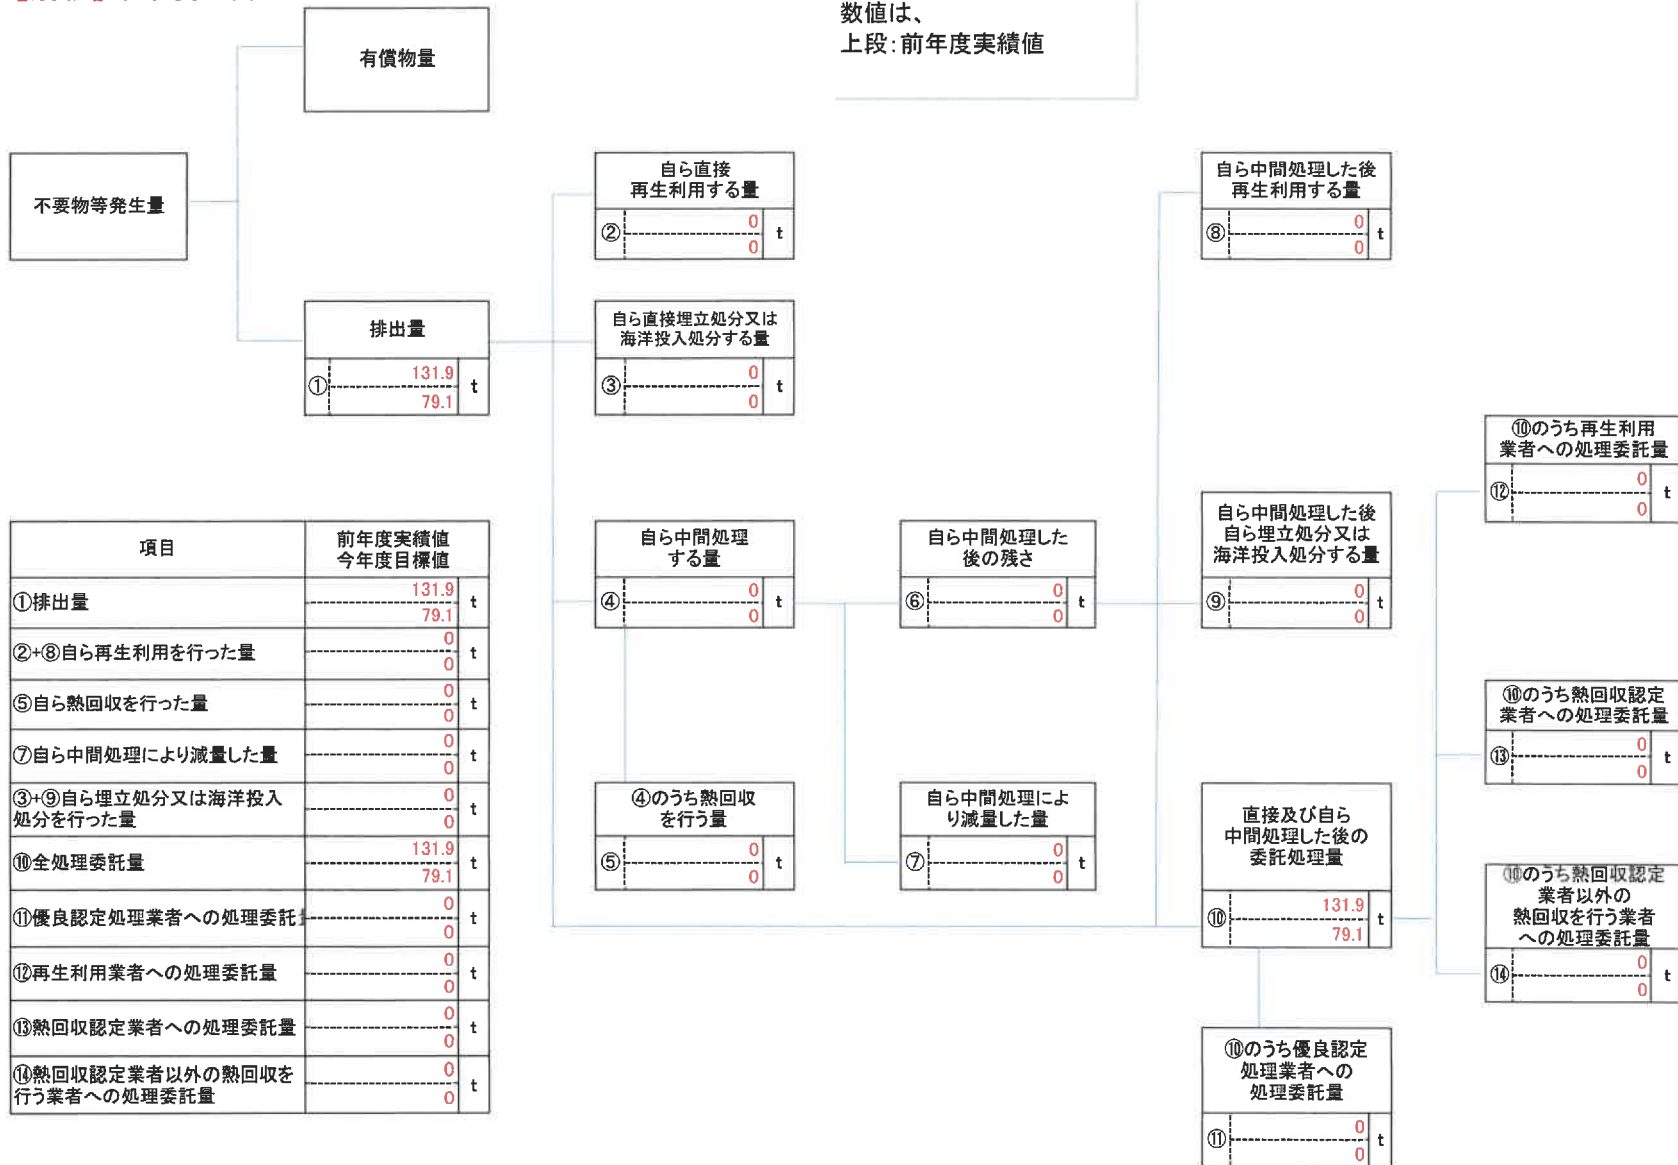 数値は、
上段:前年度実績値
有償物量
不要物等発生量
排出量
①
131.9
79.1
t
自ら直接
再生利用する量
②
0
0
t
自ら直接埋立処分又は
海洋投入処分する量
③
0
0
t
自ら中間処理
する量
④
0
0
t
④のうち熱回収
を行う量
⑤
0
0
t
自ら中間処理した
後の残さ
⑥
0
0
t
自ら中間処理によ
り減量した量
⑦
0
0
t
自ら中間処理した後
再生利用する量
⑧
0
0
t
自ら中間処理した後
自ら埋立処分又は
海洋投入処分する量
⑨
0
0
t
直接及び自ら
中間処理した後の
委託処理量
⑩
131.9
79.1
t
⑩のうち優良認定
処理業者への
処理委託量
⑪
0
0
t
⑩のうち再生利用
業者への処理委託量
⑫
0
0
t
⑩のうち熱回収認定
業者への処理委託量
⑬
0
0
t
⑩のうち熱回収認定
業者以外の
熱回収を行う業者
への処理委託量
⑭
0
0
t
項目
前年度実績値
今年度目標値
①排出量
131.9
79.1
t
②+⑧自ら再生利用を行った量
0
0
t
⑤自ら熱回収を行った量
0
0
t
⑦自ら中間処理により減量した量
0
0
t
③+⑨自ら埋立処分又は海洋投入
処分を行った量
0
0
t
⑩全処理委託量
131.9
79.1
t
⑪優良認定処理業者への処理委託
0
0
t
⑫再生利用業者への処理委託量
0
0
t
⑬熱回収認定業者への処理委託量
0
0
t
⑭熱回収認定業者以外の熱回収を
行う業者への処理委託量
0
0
t